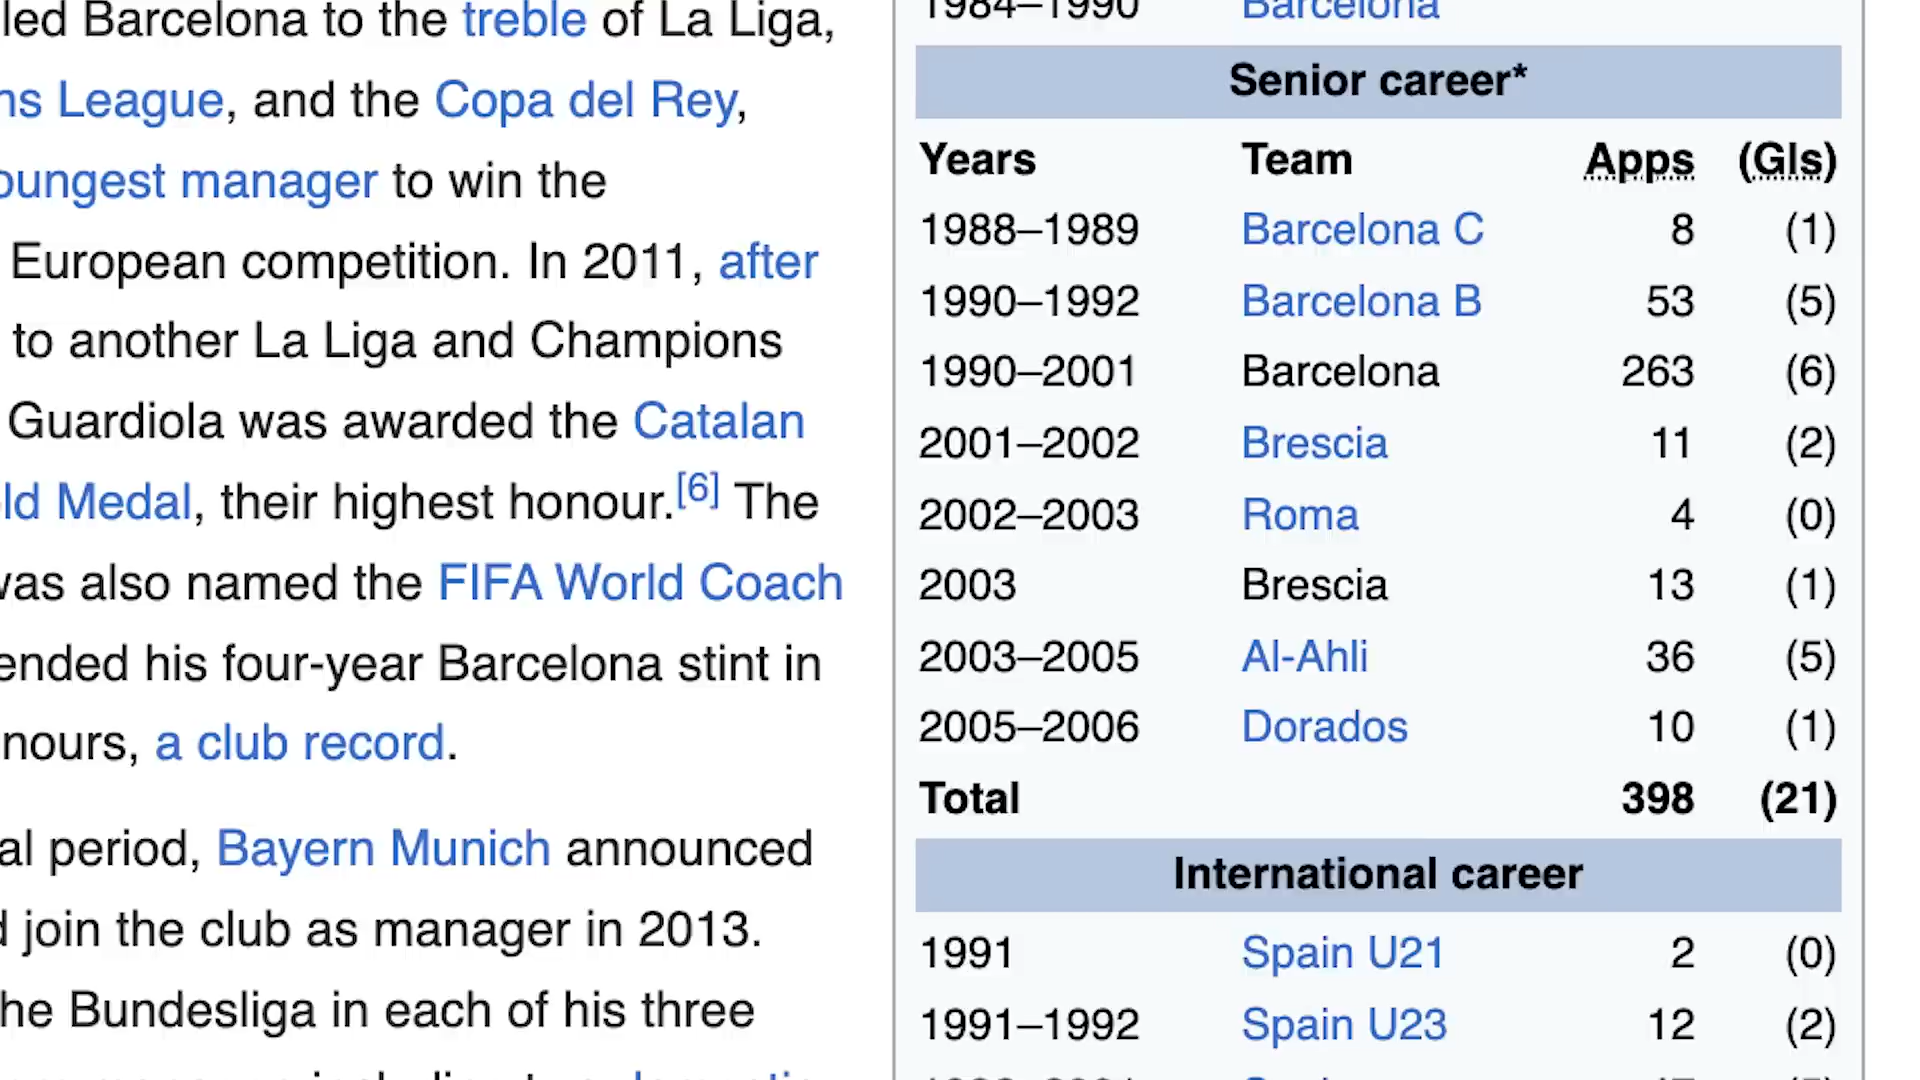 led Barcelona to the treble of La Liga,
ns League, and the Copa del Rey,
oungest manager to win the
European competition. In 2011, after
to another La Liga and Champions
Guardiola was awarded the Catalan
ld Medal, their highest honour.[6] The
was also named the FIFA World Coach
ended his four-year Barcelona stint in
nours, a club record.
al period, Bayern Munich announced
d join the club as manager in 2013.
he Bundesliga in each of his three
1984–1990 Barcelona
Senior career*
Years Team Apps (Gls)
1988–1989 Barcelona C 8 (1)
1990–1992 Barcelona B 53 (5)
1990–2001 Barcelona 263 (6)
2001–2002 Brescia 11 (2)
2002–2003 Roma 4 (0)
2003 Brescia 13 (1)
2003–2005 Al-Ahli 36 (5)
2005–2006 Dorados 10 (1)
Total 398 (21)
International career
1991 Spain U21 2 (0)
1991–1992 Spain U23 12 (2)